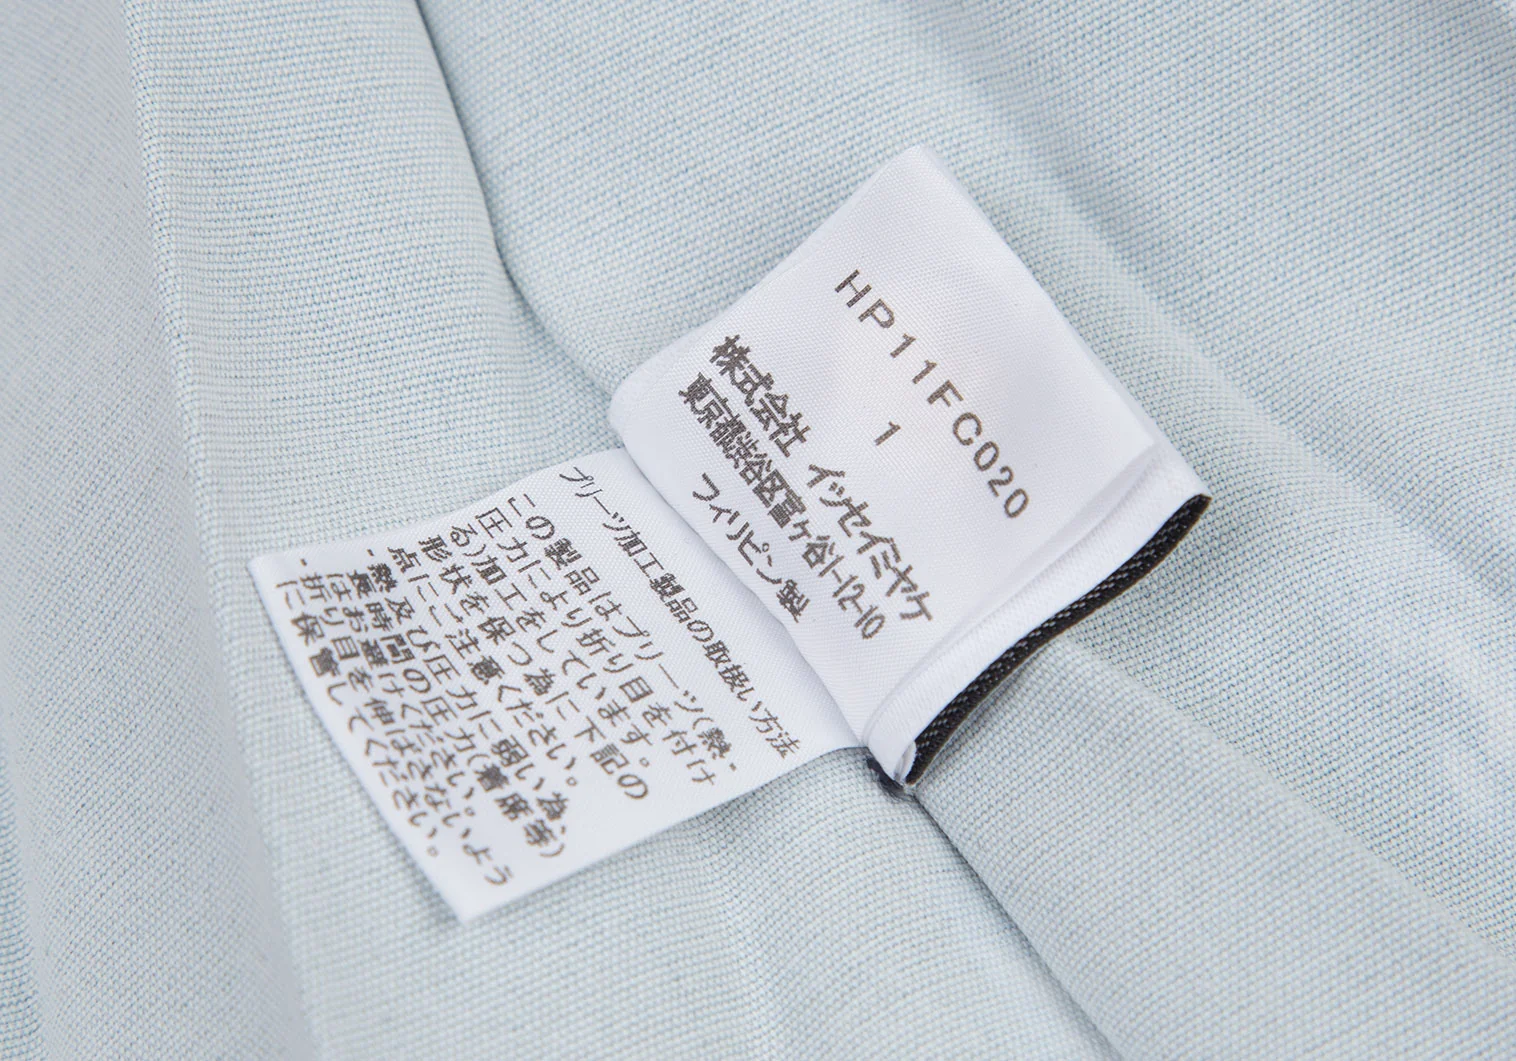 HP11FC020
1
株式会社 イッセイミヤケ
東京都渋谷区富ヶ谷1-12-10
フィリピン製
プリーツ加工製品の取扱い方法
この製品はプリーツ(熱・
圧力により折り目を付け
る)加工をしています。
形状を保つ為に下記の
点にご注意ください。
-熱及び圧力に弱い為、
長時間の圧力(着席等)
はお避けください。
-折り目を伸ばさないよう
に保管してください。